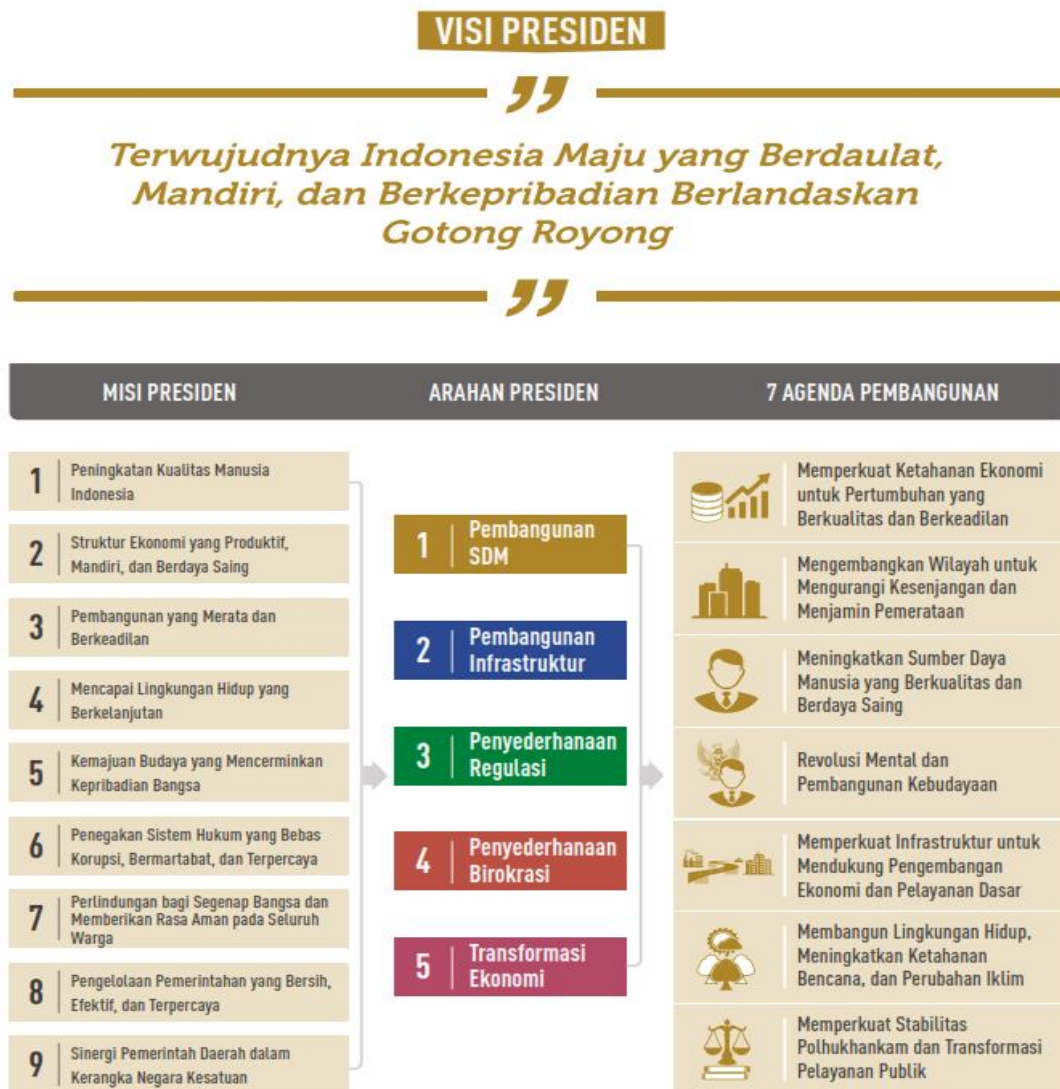 VISI PRESIDEN
”
Terwujudnya Indonesia Maju yang Berdaulat,
Mandiri, dan Berkepribadian Berlandaskan
Gotong Royong
”
MISI PRESIDEN
1
Peningkatan Kualitas Manusia
Indonesia
2
Struktur Ekonomi yang Produktif,
Mandiri, dan Berdaya Saing
3
Pembangunan yang Merata dan
Berkeadilan
4
Mencapai Lingkungan Hidup yang
Berkelanjutan
5
Kemajuan Budaya yang Mencerminkan
Kepribadian Bangsa
6
Penegakan Sistem Hukum yang Bebas
Korupsi, Bermartabat, dan Terpercaya
7
Perlindungan bagi Segenap Bangsa dan
Memberikan Rasa Aman pada Seluruh
Warga
8
Pengelolaan Pemerintahan yang Bersih,
Efektif, dan Terpercaya
9
Sinergi Pemerintah Daerah dalam
Kerangka Negara Kesatuan
ARAHAN PRESIDEN
1
Pembangunan
SDM
2
Pembangunan
Infrastruktur
3
Penyederhanaan
Regulasi
4
Penyederhanaan
Birokrasi
5
Transformasi
Ekonomi
7 AGENDA PEMBANGUNAN
Memperkuat Ketahanan Ekonomi
untuk Pertumbuhan yang
Berkualitas dan Berkeadilan
Mengembangkan Wilayah untuk
Mengurangi Kesenjangan dan
Menjamin Pemerataan
Meningkatkan Sumber Daya
Manusia yang Berkualitas dan
Berdaya Saing
Revolusi Mental dan
Pembangunan Kebudayaan
Memperkuat Infrastruktur untuk
Mendukung Pengembangan
Ekonomi dan Pelayanan Dasar
Membangun Lingkungan Hidup,
Meningkatkan Ketahanan
Bencana, dan Perubahan Iklim
Memperkuat Stabilitas
Polhukhankam dan Transformasi
Pelayanan Publik